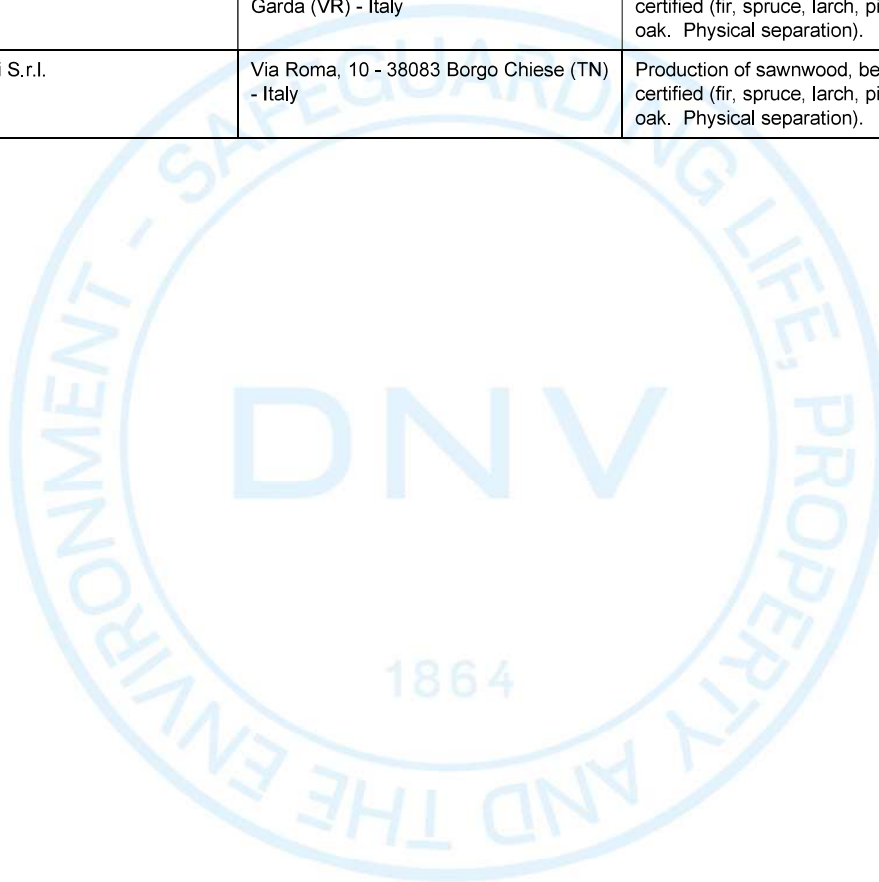 Garda (VR) - Italy
certified (fir, spruce, larch,
oak. Physical separation).
S.r.l.
Via Roma, 10 - 38083 Borgo Chiese (TN)
- Italy
Production of sawnwood,
certified (fir, spruce, larch,
oak. Physical separation).
SAFEGUARDING LIFE, PROPERTY AND THE ENVIRONMENT -
DNV
1864